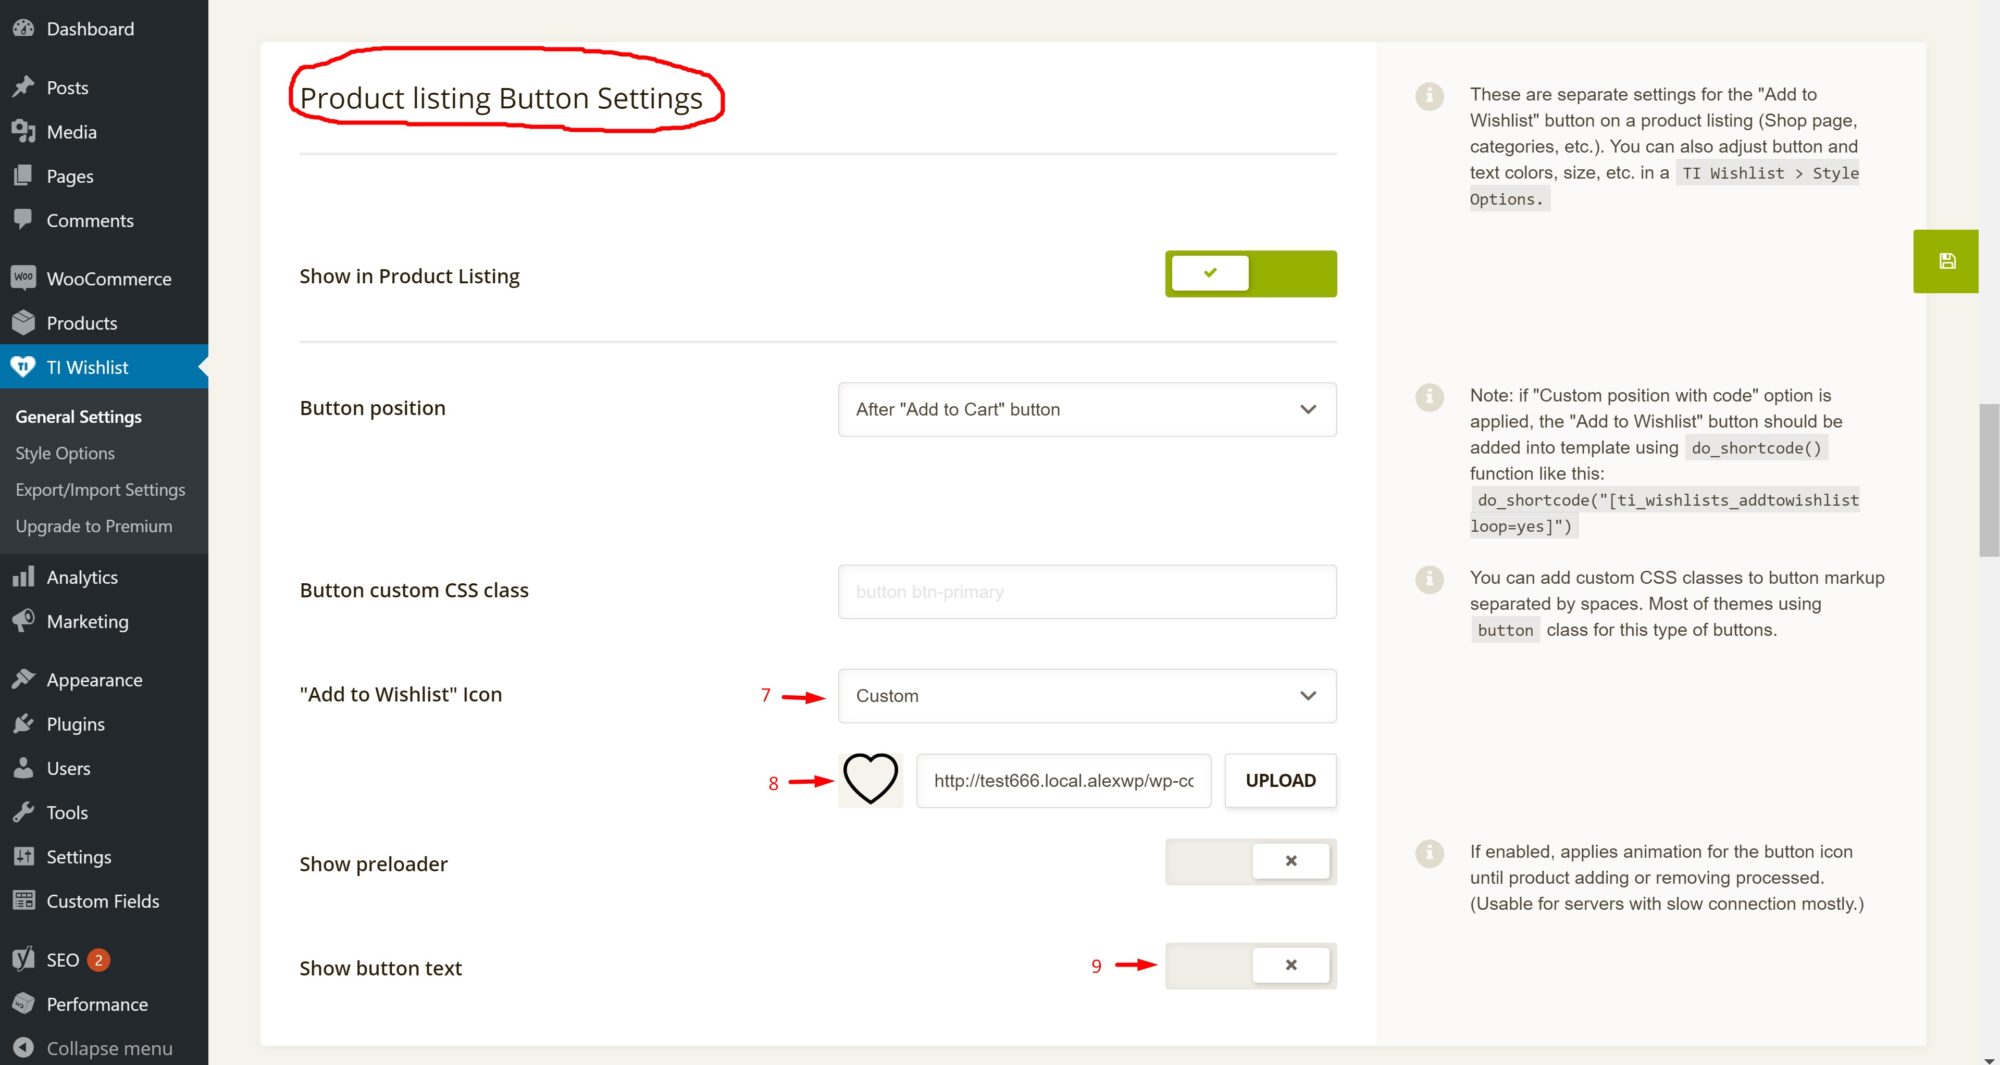 Dashboard
Posts
Media
Pages
Comments
WOO WooCommerce
Products
TI TI Wishlist
General Settings
Style Options
Export/Import Settings
Upgrade to Premium
Analytics
Marketing
Appearance
Plugins
Users
Tools
Settings
Custom Fields
SEO 2
Performance
Collapse menu
Product listing Button Settings
Show in Product Listing
Button position
After "Add to Cart" button
Button custom CSS class
button btn-primary
"Add to Wishlist" Icon
7
Custom
8
http://test666.local.alexwp/wp-cc
UPLOAD
Show preloader
Show button text
9
These are separate settings for the "Add to
Wishlist" button on a product listing (Shop page,
categories, etc.). You can also adjust button and
text colors, size, etc. in a TI Wishlist > Style
Options.
Note: if "Custom position with code" option is
applied, the "Add to Wishlist" button should be
added into template using do_shortcode()
function like this:
do_shortcode("[ti_wishlists_addtowishlist
loop=yes]")
You can add custom CSS classes to button markup
separated by spaces. Most of themes using
button class for this type of buttons.
If enabled, applies animation for the button icon
until product adding or removing processed.
(Usable for servers with slow connection mostly.)